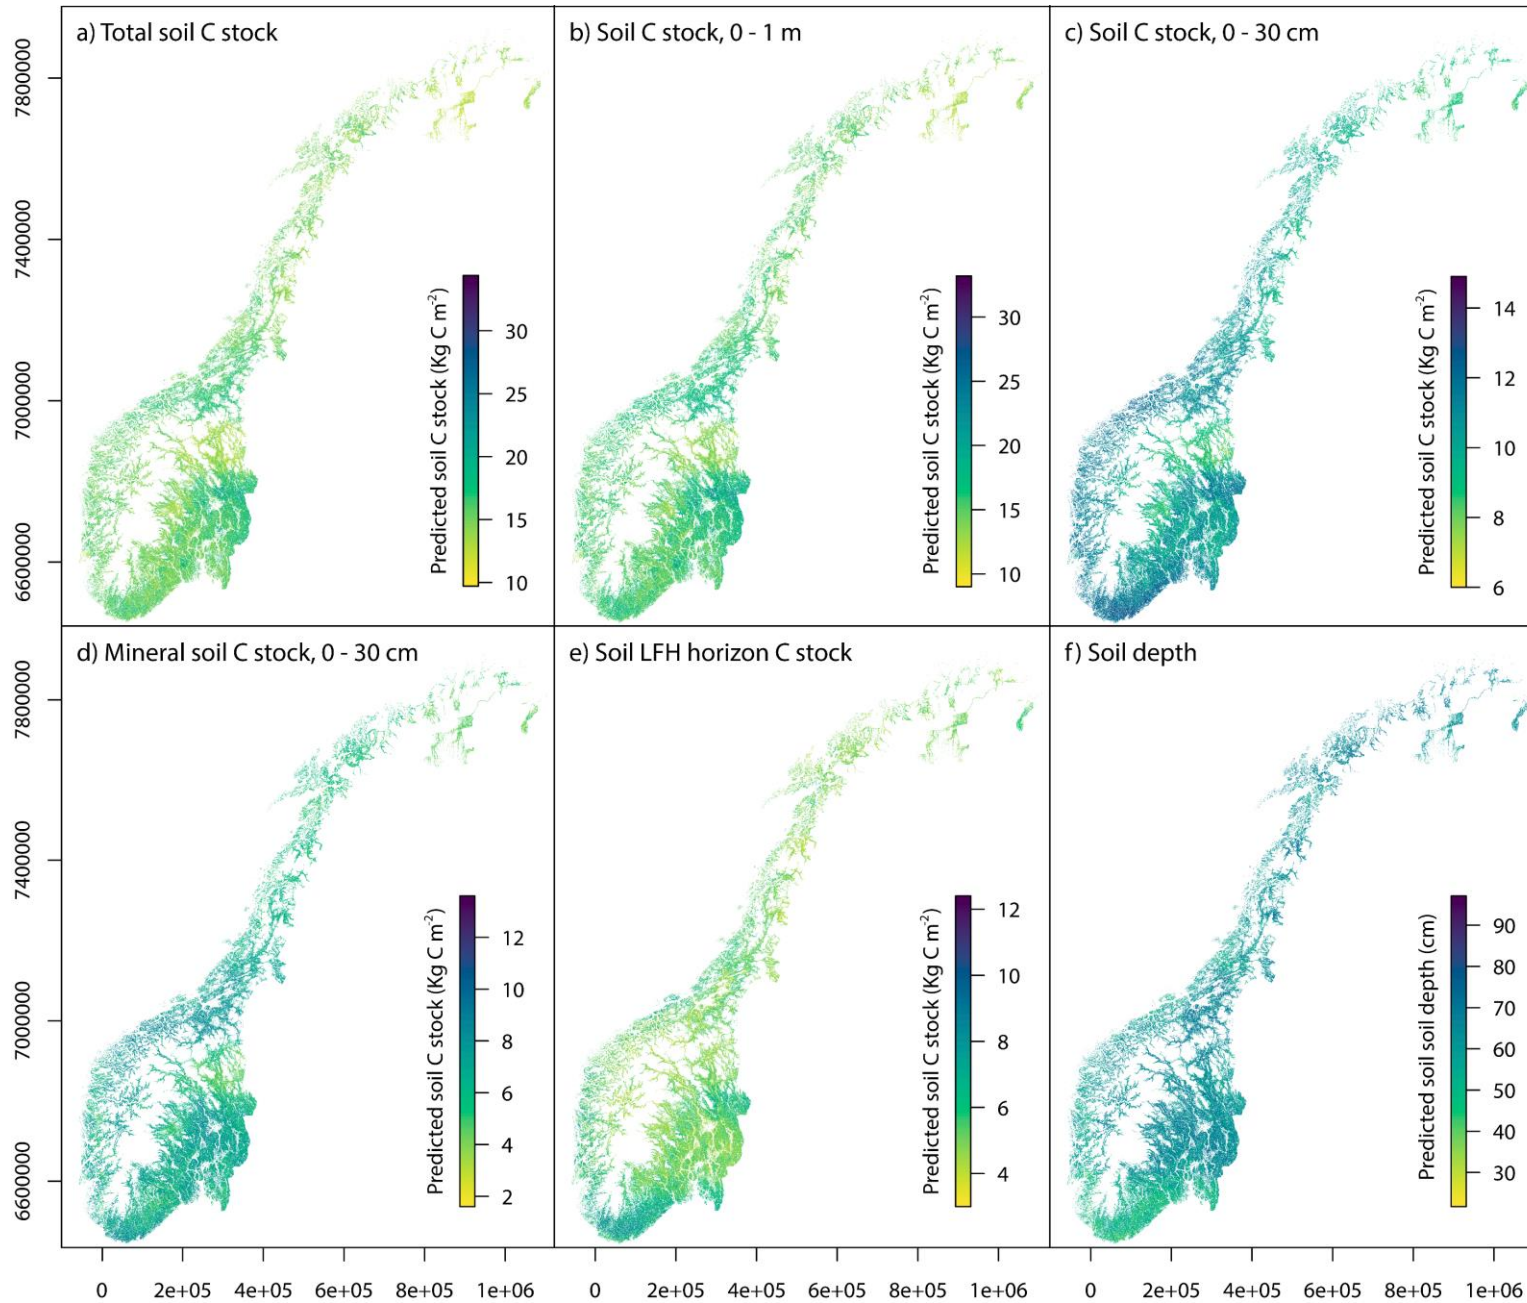 a) Total soil C stock
b) Soil C stock, 0 - 1 m
c) Soil C stock, 0 - 30 cm
7800000
7400000
7000000
6600000
Predicted soil C stock (Kg C m-2)
30
25
20
15
10
Predicted soil C stock (Kg C m-2)
30
25
20
15
10
Predicted soil C stock (Kg C m-2)
14
12
10
8
6
d) Mineral soil C stock, 0 - 30 cm
e) Soil LFH horizon C stock
f) Soil depth
7800000
7400000
7000000
6600000
Predicted soil C stock (Kg C m-2)
12
10
8
6
4
2
Predicted soil C stock (Kg C m-2)
12
10
8
6
4
Predicted soil soil depth (cm)
90
80
70
60
50
40
30
0 2e+05 4e+05 6e+05 8e+05 1e+06
0 2e+05 4e+05 6e+05 8e+05 1e+06
0 2e+05 4e+05 6e+05 8e+05 1e+06